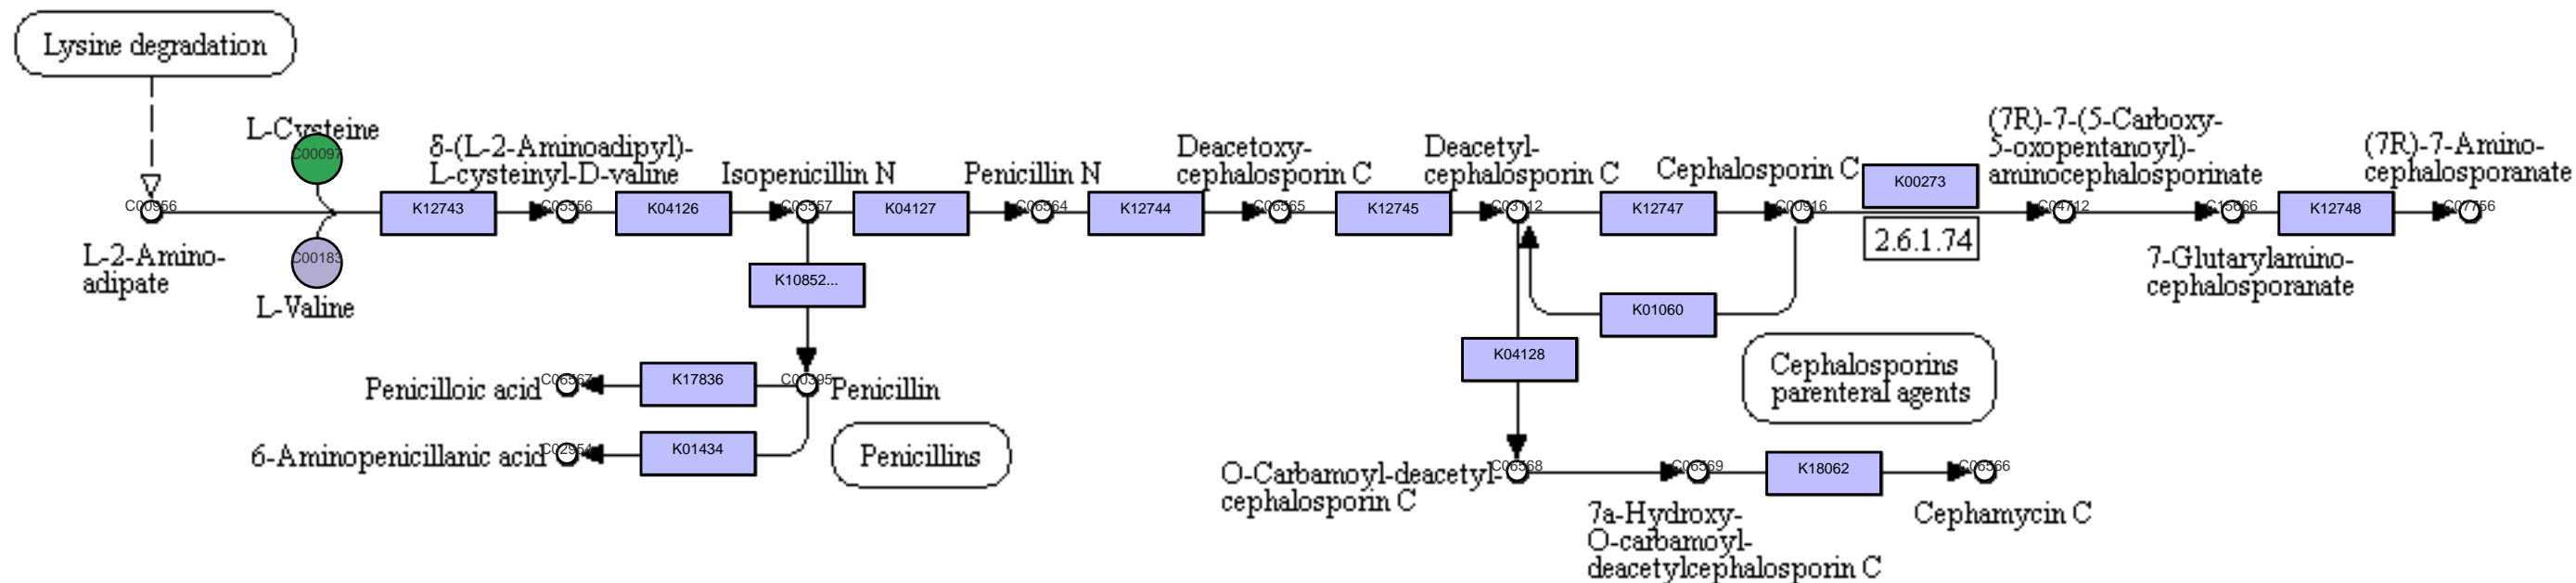 Lysine degradation
L-Cysteine
C00097
δ-(L-2-Aminoadipyl)-
L-cysteinyl-D-valine
Isopenicillin N
Penicillin N
Deacetoxy-
cephalosporin C
Deacetyl-
cephalosporin C
Cephalosporin C
K00273
(7R)-7-(5-Carboxy-
5-oxopentanoyl)-
aminocephalosporinate
(7R)-7-Amino-
cephalosporanate
C00956
K12743
C05556
K04126
C05557
K04127
C06564
K12744
C06565
K12745
C03112
K12747
C00916
C04712
C15666
K12748
C07756
2.6.1.74
L-2-Amino-
adipate
C00183
L-Valine
7-Glutarylamino-
cephalosporanate
K10852...
K01060
K04128
Cephalosporins
parenteral agents
Penicilloic acid
C06567
K17836
C00395
Penicillin
6-Aminopenicillanic acid
C02954
K01434
Penicillins
O-Carbamoyl-deacetyl-
cephalosporin C
C06568
C06569
K18062
C06566
7a-Hydroxy-
O-carbamoyl-
deacetylcephalosporin C
Cephamycin C